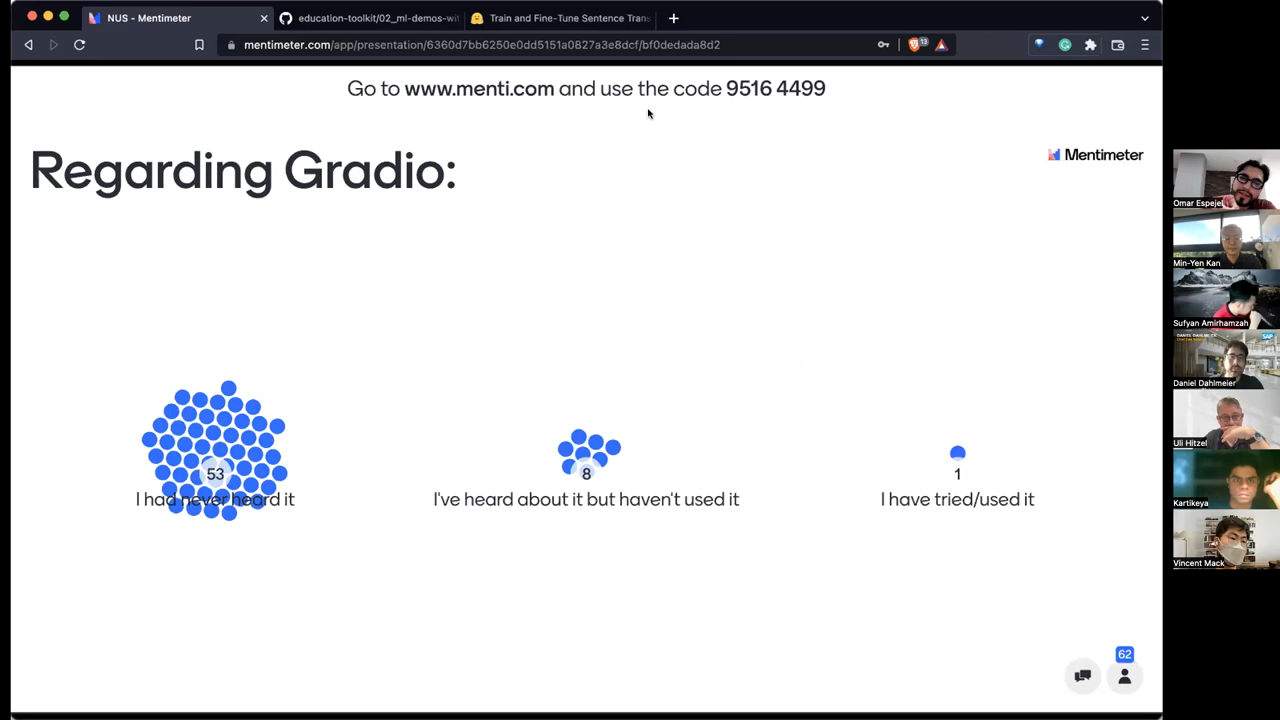 NUS - Mentimeter
education-toolkit/02_ml-demos-wit
Train and Fine-Tune Sentence Trans
mentimeter.com/app/presentation/6360d7bb6250e0dd5151a0827a3e8dcf/bf0dedada8d2
13
Go to www.menti.com and use the code 9516 4499
Mentimeter
Regarding Gradio:
53
I had never heard it
8
I've heard about it but haven't used it
1
I have tried/used it
62
Omar Espejel
Min-Yen Kan
Sufyan Amirhamzah
SAP
Daniel Dahlmeier
Uli Hitzel
Kartikeya
Vincent Mack